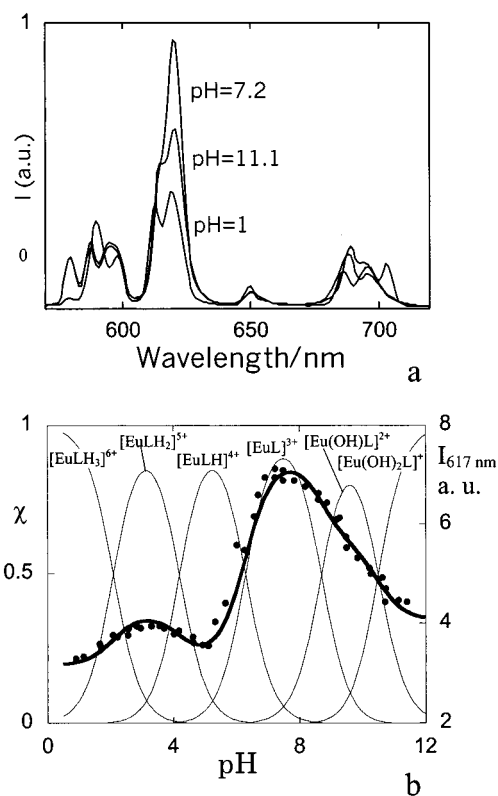 1
I (a.u.)
0
pH=7.2
pH=11.1
pH=1
600 650 700
Wavelength/nm
a
1
χ
0.5
0
[EuLH₃]⁶⁺
[EuLH₂]⁵⁺
[EuLH]⁴⁺
[EuL]³⁺
[Eu(OH)L]²⁺
[Eu(OH)₂L]⁺
8
I₆₁₇ ₙₘ
a. u.
6
4
2
0 4 8 12
pH
b